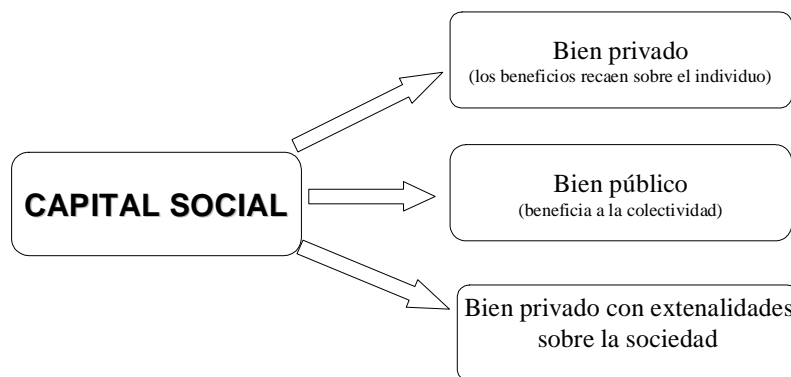 Bien privado
(los beneficios recaen sobre el individuo)
CAPITAL SOCIAL
Bien público
(beneficia a la colectividad)
Bien privado con extenalidades
sobre la sociedad